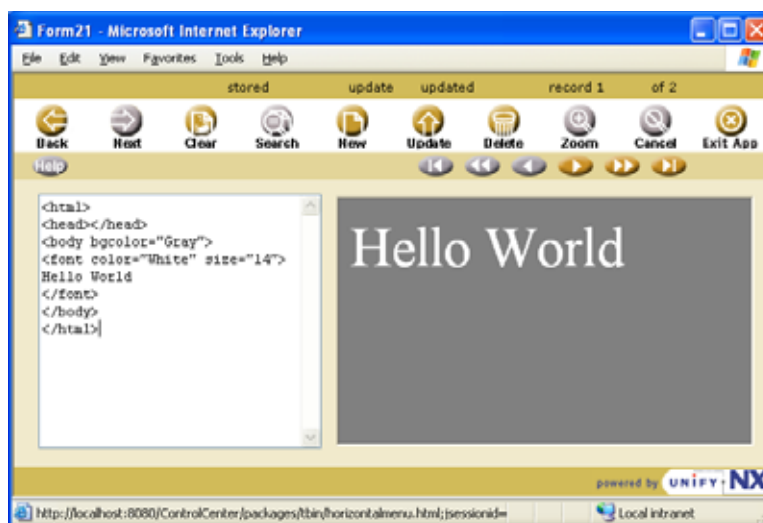 Form21 - Microsoft Internet Explorer
File Edit View Favorites Tools Help
stored update updated record 1 of 2
Back Next Clear Search New Update Delete Zoom Cancel Exit App
Help
<html>
<head></head>
<body bgcolor="Gray">
<font color="White" size="14">
Hello World
</font>
</body>
</html>
Hello World
powered by UNIFY NX
http://localhost:8080/ControlCenter/packages/tbin/horizontalmenu.html;jsessionid= Local intranet